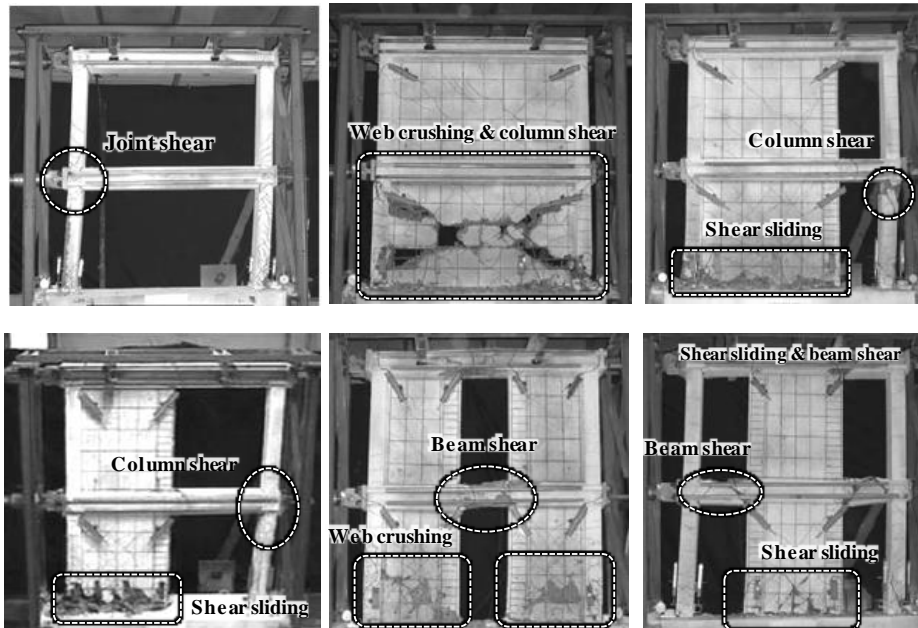 Joint shear
Web crushing & column shear
Column shear
Shear sliding
Column shear
Shear sliding
Beam shear
Web crushing
Shear sliding & beam shear
Beam shear
Shear sliding